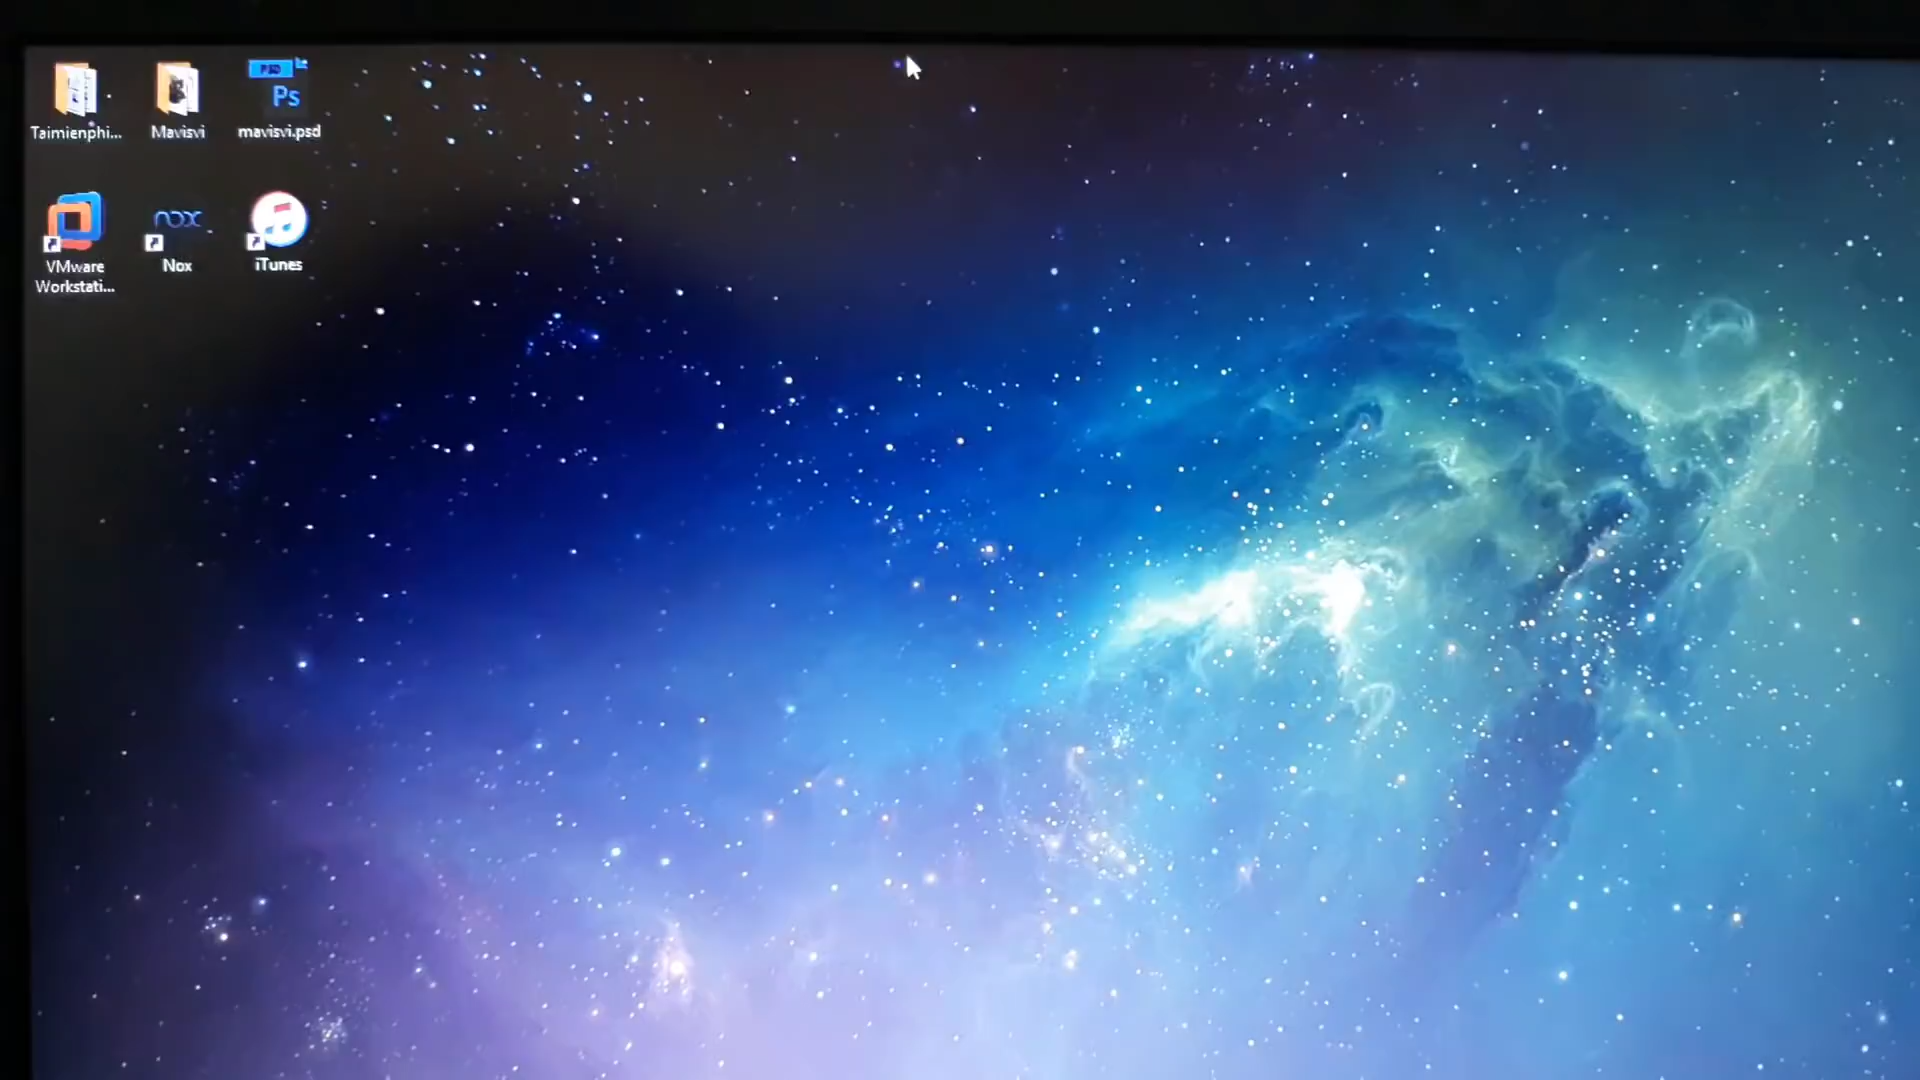 Taimienphi...
Mavisvi
PSD
Ps
mavisvi.psd
VMware
Workstati...
nox
Nox
iTunes